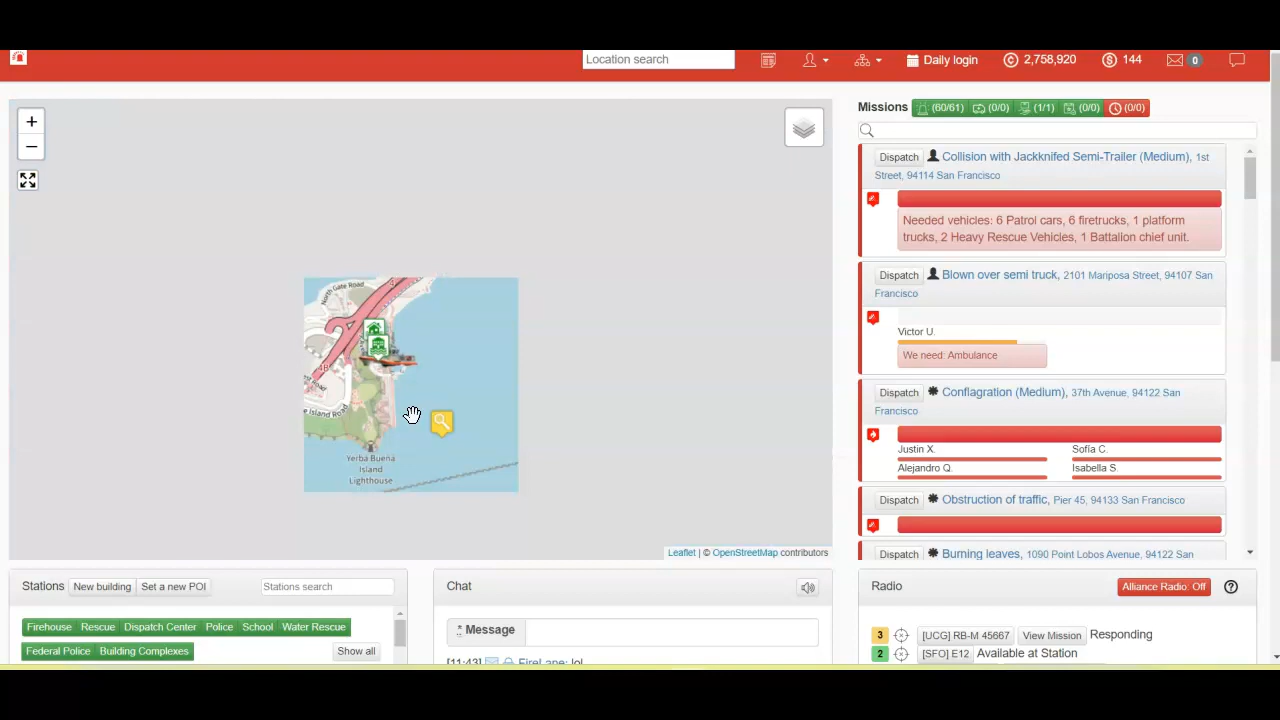 Location search
Daily login
2,758,920
144
0
+
−
North Gate Road
4B
Yerba Buena
Island
Lighthouse
Leaflet | © OpenStreetMap contributors
Missions (60/61) (0/0) (1/1) (0/0) (0/0)
Dispatch Collision with Jackknifed Semi-Trailer (Medium), 1st
Street, 94114 San Francisco
Needed vehicles: 6 Patrol cars, 6 firetrucks, 1 platform
trucks, 2 Heavy Rescue Vehicles, 1 Battalion chief unit.
Dispatch Blown over semi truck, 2101 Mariposa Street, 94107 San
Francisco
Victor U.
We need: Ambulance
Dispatch Conflagration (Medium), 37th Avenue, 94122 San
Francisco
Justin X. Sofia C.
Alejandro Q. Isabella S.
Dispatch Obstruction of traffic, Pier 45, 94133 San Francisco
Dispatch Burning leaves, 1090 Point Lobos Avenue, 94122 San
Stations New building Set a new POI Stations search
Firehouse Rescue Dispatch Center Police School Water Rescue
Federal Police Building Complexes Show all
Chat
* Message
[11:43] FireLane: lol
Radio Alliance Radio: Off
3 [UCG] RB-M 45667 View Mission Responding
2 [SFO] E12 Available at Station